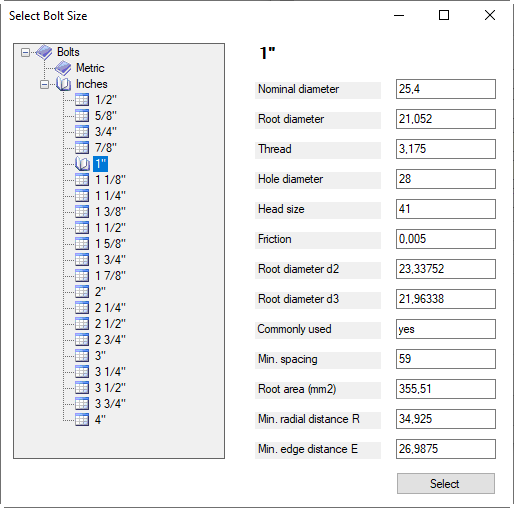 Select Bolt Size
Bolts
Metric
Inches
1/2"
5/8"
3/4"
7/8"
1"
1 1/8"
1 1/4"
1 3/8"
1 1/2"
1 5/8"
1 3/4"
1 7/8"
2"
2 1/4"
2 1/2"
2 3/4"
3"
3 1/4"
3 1/2"
3 3/4"
4"
1"
Nominal diameter 25,4
Root diameter 21,052
Thread 3,175
Hole diameter 28
Head size 41
Friction 0,005
Root diameter d2 23,33752
Root diameter d3 21,96338
Commonly used yes
Min. spacing 59
Root area (mm2) 355,51
Min. radial distance R 34,925
Min. edge distance E 26,9875
Select